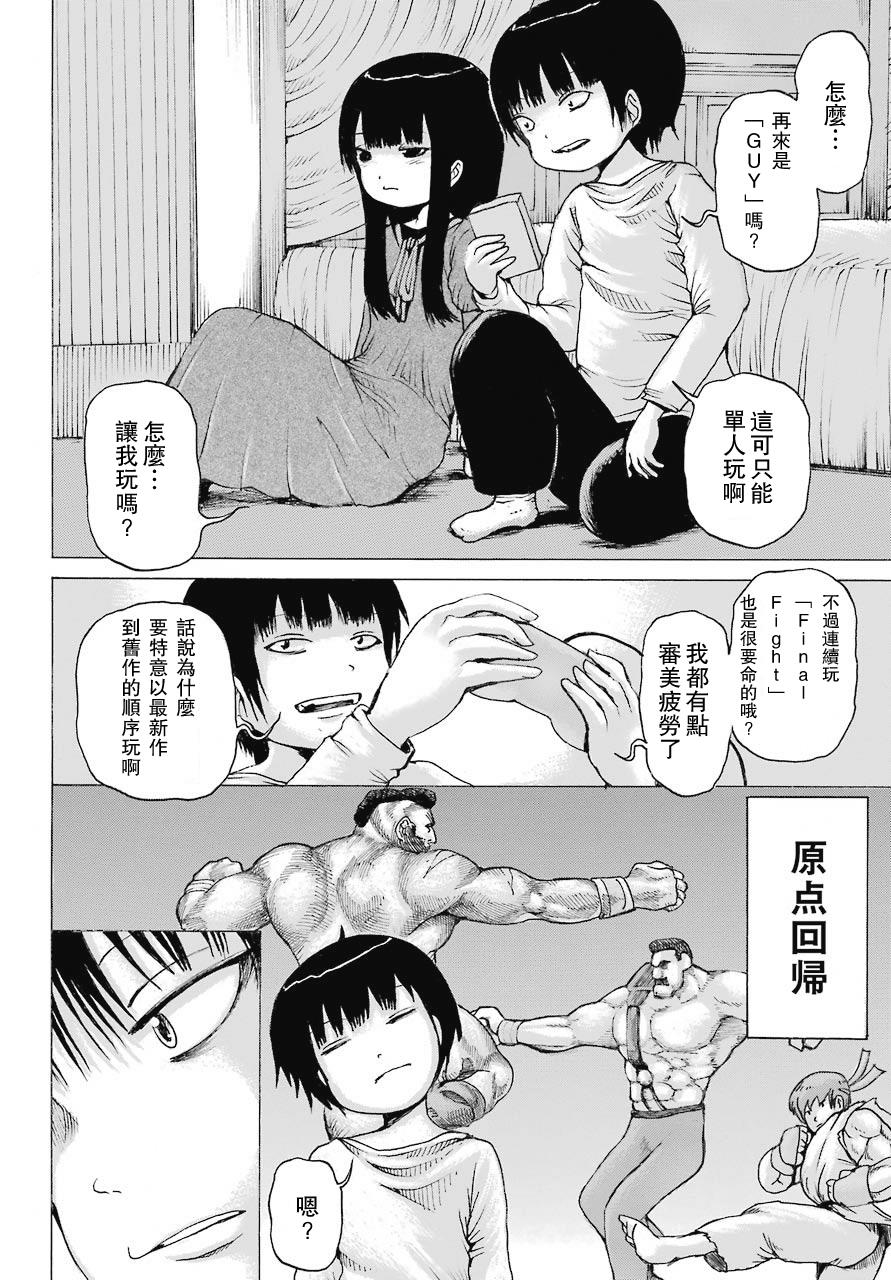 怎麼…
再來是
「GUY」嗎？
這可只能
單人玩啊
怎麼…
讓我玩嗎？
不過連續玩
「Final
Fight」
也是很要命的哦？
我都有點
審美疲勞了
話說為什麼
要特意以最新作
到舊作的順序玩啊
原点回帰
嗯？